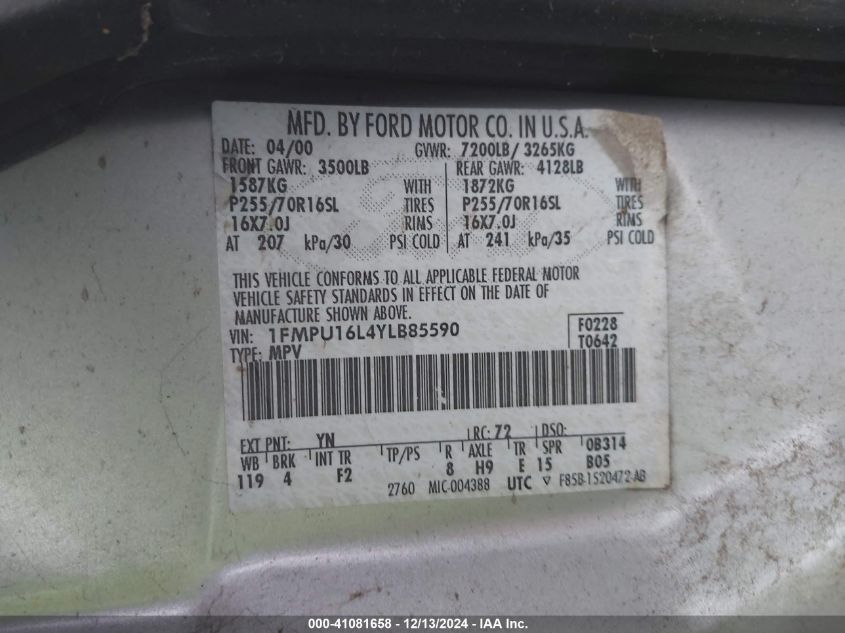 MFD. BY FORD MOTOR CO. IN U.S.A.
DATE: 04/00 GVWR: 7200LB/ 3265KG
FRONT GAWR: 3500LB REAR GAWR: 4128LB
1587KG WITH 1872KG WITH
P255/70R16SL TIRES P255/70R16SL TIRES
16X7.0J RIMS 16X7.0J RIMS
AT 207 kPa/30 PSI COLD AT 241 kPa/35 PSI COLD
THIS VEHICLE CONFORMS TO ALL APPLICABLE FEDERAL MOTOR
VEHICLE SAFETY STANDARDS IN EFFECT ON THE DATE OF
MANUFACTURE SHOWN ABOVE.
VIN: 1FMPU16L4YLB85590 F0228
TYPE: MPV T0642
EXT PNT: YN RC: 72 DSO:
WB BRK INT TR TP/PS R AXLE TR SPR 0B314
119 4 F2 8 H9 E 15 B05
2760 MIC-004388 UTC ▽ F85B-1520472-AB
000-41081658 - 12/13/2024 - IAA Inc.